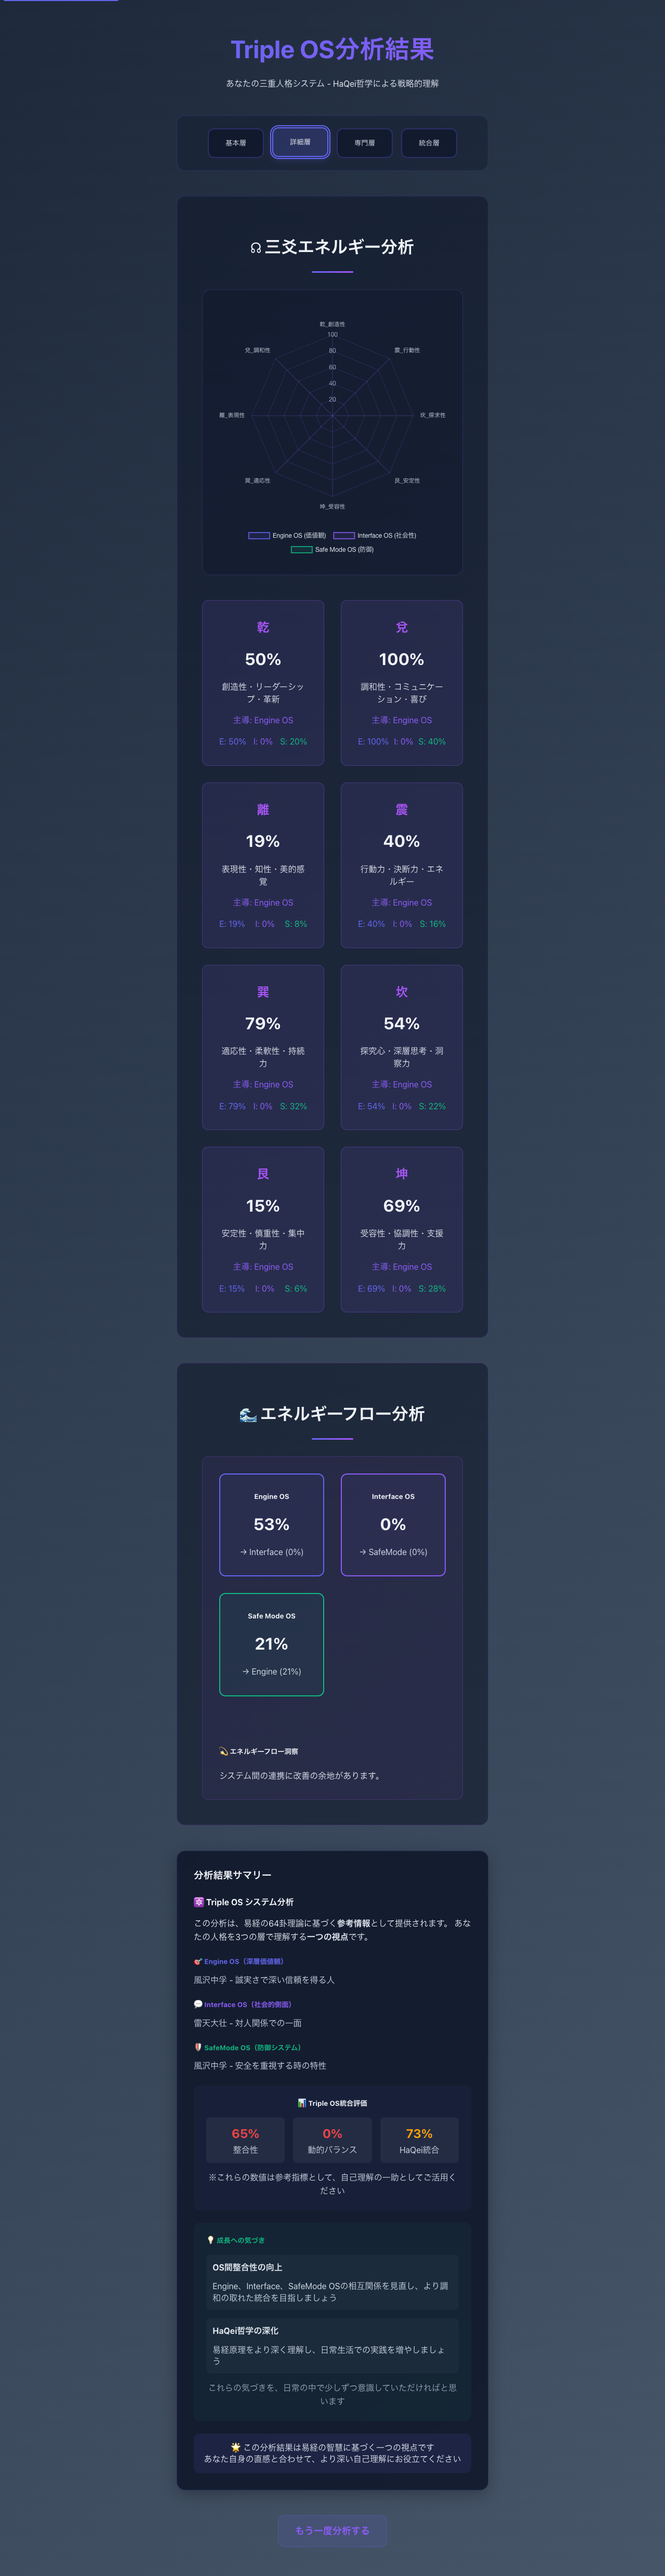 Triple OS分析結果
あなたの三重人格システム - HaQei哲学による戦略的理解
基本層
詳細層
専門層
統合層
☊ 三爻エネルギー分析
乾_創造性
兌_調和性
100
震_行動性
80
60
40
20
離_表現性
坎_探求性
巽_適応性
艮_安定性
坤_受容性
Engine OS (価値観)
Interface OS (社会性)
Safe Mode OS (防御)
乾
50%
創造性・リーダーシッ
プ・革新
主導: Engine OS
E: 50% I: 0% S: 20%
兌
100%
調和性・コミュニケー
ション・喜び
主導: Engine OS
E: 100% I: 0% S: 40%
離
19%
表現性・知性・美的感
覚
主導: Engine OS
E: 19% I: 0% S: 8%
震
40%
行動力・決断力・エネ
ルギー
主導: Engine OS
E: 40% I: 0% S: 16%
巽
79%
適応性・柔軟性・持続
力
主導: Engine OS
E: 79% I: 0% S: 32%
坎
54%
探究心・深層思考・洞
察力
主導: Engine OS
E: 54% I: 0% S: 22%
艮
15%
安定性・慎重性・集中
力
主導: Engine OS
E: 15% I: 0% S: 6%
坤
69%
受容性・協調性・支援
力
主導: Engine OS
E: 69% I: 0% S: 28%
🌊 エネルギーフロー分析
Engine OS
53%
→ Interface (0%)
Interface OS
0%
→ SafeMode (0%)
Safe Mode OS
21%
→ Engine (21%)
💫 エネルギーフロー洞察
システム間の連携に改善の余地があります。
分析結果サマリー
🔯 Triple OS システム分析
この分析は、易経の64卦理論に基づく参考情報として提供されます。 あな
たの人格を3つの層で理解する一つの視点です。
🎯 Engine OS（深層価値観）
風沢中孚 - 誠実さで深い信頼を得る人
💬 Interface OS（社会的側面）
雷天大壮 - 対人関係での一面
🛡️ SafeMode OS（防御システム）
風沢中孚 - 安全を重視する時の特性
📊 Triple OS統合評価
65%
整合性
0%
動的バランス
73%
HaQei統合
※これらの数値は参考指標として、自己理解の一助としてご活用く
ださい
💡 成長への気づき
OS間整合性の向上
Engine、Interface、SafeMode OSの相互関係を見直し、より調
和の取れた統合を目指しましょう
HaQei哲学の深化
易経原理をより深く理解し、日常生活での実践を増やしましょ
う
これらの気づきを、日常の中で少しずつ意識していただければと思
います
🌟 この分析結果は易経の智慧に基づく一つの視点です
あなた自身の直感と合わせて、より深い自己理解にお役立てください
もう一度分析する